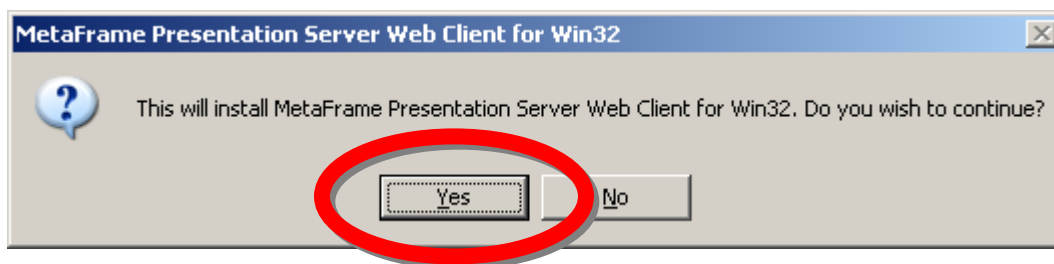 MetaFrame Presentation Server Web Client for Win32
This will install MetaFrame Presentation Server Web Client for Win32. Do you wish to continue?
Yes No